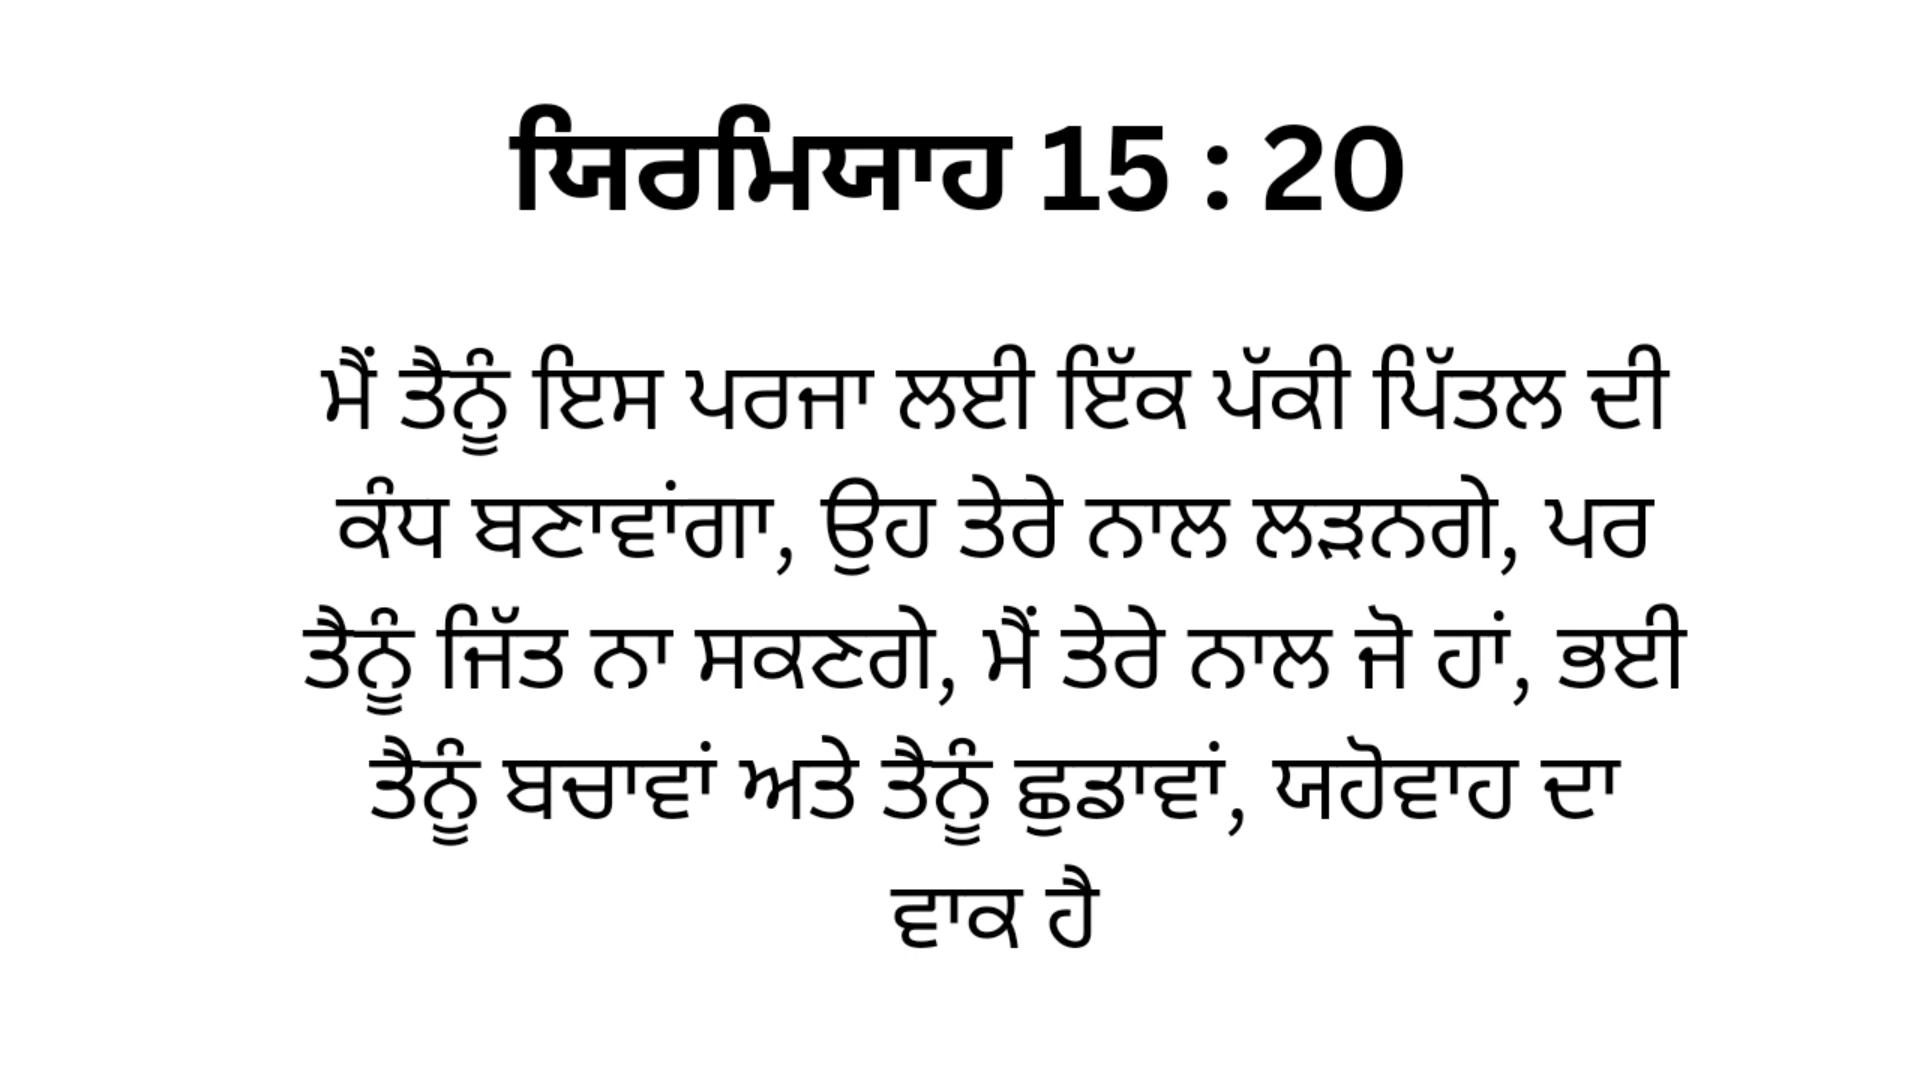 ਯਿਰਮਿਯਾਹ 15 : 20
ਮੈਂ ਤੈਨੂੰ ਇਸ ਪਰਜਾ ਲਈ ਇੱਕ ਪੱਕੀ ਪਿੱਤਲ ਦੀ
ਕੰਧ ਬਣਾਵਾਂਗਾ, ਉਹ ਤੇਰੇ ਨਾਲ ਲੜਨਗੇ, ਪਰ
ਤੈਨੂੰ ਜਿੱਤ ਨਾ ਸਕਣਗੇ, ਮੈਂ ਤੇਰੇ ਨਾਲ ਜੋ ਹਾਂ, ਭਈ
ਤੈਨੂੰ ਬਚਾਵਾਂ ਅਤੇ ਤੈਨੂੰ ਛੁਡਾਵਾਂ, ਯਹੋਵਾਹ ਦਾ
ਵਾਕ ਹੈ